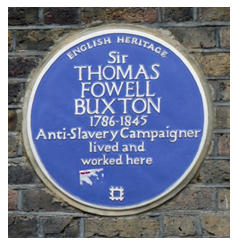 ENGLISH HERITAGE
Sir
THOMAS
FOWELL
BUXTON
1786-1845
Anti-Slavery Campaigner
lived and
worked here